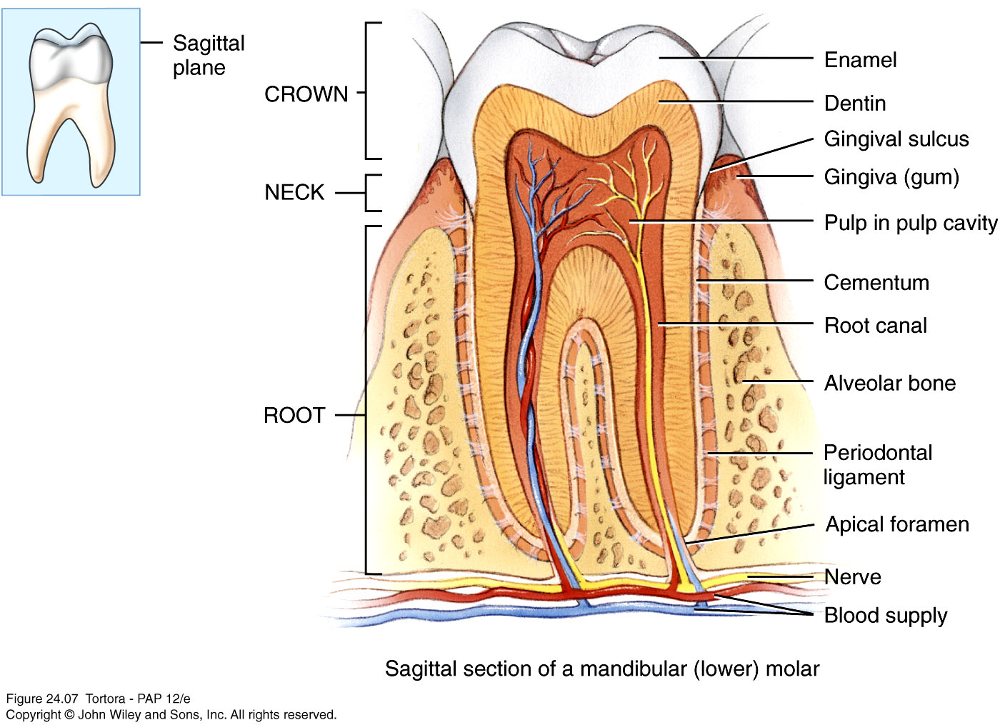 Sagittal
plane
CROWN
NECK
ROOT
Enamel
Dentin
Gingival sulcus
Gingiva (gum)
Pulp in pulp cavity
Cementum
Root canal
Alveolar bone
Periodontal
ligament
Apical foramen
Nerve
Blood supply
Sagittal section of a mandibular (lower) molar
Figure 24.07 Tortora - PAP 12/e
Copyright © John Wiley and Sons, Inc. All rights reserved.